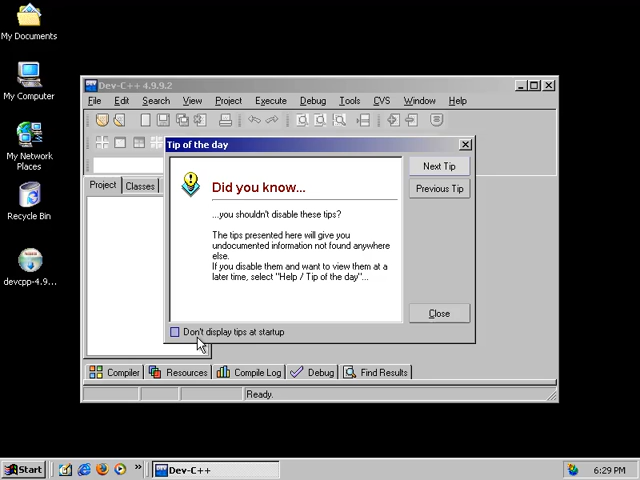 My Documents
My Computer
My Network
Places
Recycle Bin
devcpp-4.9...
Dev-C++ 4.9.9.2
File Edit Search View Project Execute Debug Tools CVS Window Help
Project Classes
Tip of the day
Did you know...
...you shouldn't disable these tips?
The tips presented here will give you
undocumented information not found anywhere
else.
If you disable them and want to view them at a
later time, select "Help / Tip of the day"...
Next Tip
Previous Tip
Close
Don't display tips at startup
Compiler Resources Compile Log Debug Find Results
Ready.
Start
Dev-C++
6:29 PM